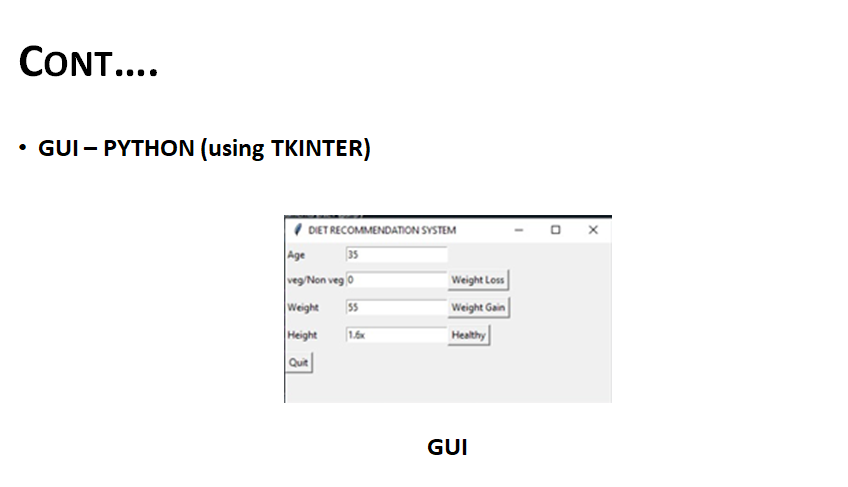 CONT....
• GUI – PYTHON (using TKINTER)
DIET RECOMMENDATION SYSTEM
Age 35
veg/Non veg 0 Weight Loss
Weight 55 Weight Gain
Height 1.6x Healthy
Quit
GUI